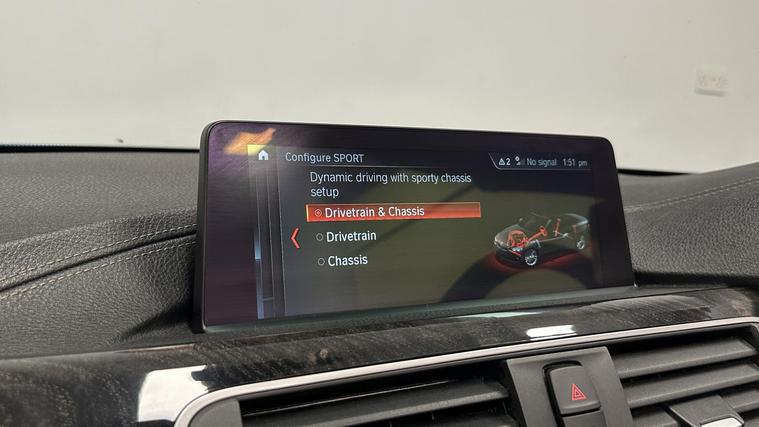 Configure SPORT
2 No signal 1:51 pm
Dynamic driving with sporty chassis
setup
Drivetrain & Chassis
Drivetrain
Chassis